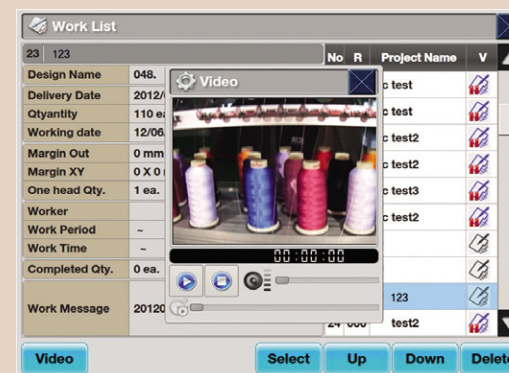 Work List
23 123
No R Project Name V
Design Name 048.
Delivery Date 2012/
Qtyantity 110 ea
Working date 12/06.
Margin Out 0 mm
Margin XY 0 X 0
One head Qty. 1 ea.
Worker
Work Period ~
Work Time ~
Completed Qty. 0 ea.
Work Message 20120
Video
00:00:00
c test
c test
c test2
c test2
c test3
c test2
123
24 000 test2
Video Select Up Down Delete